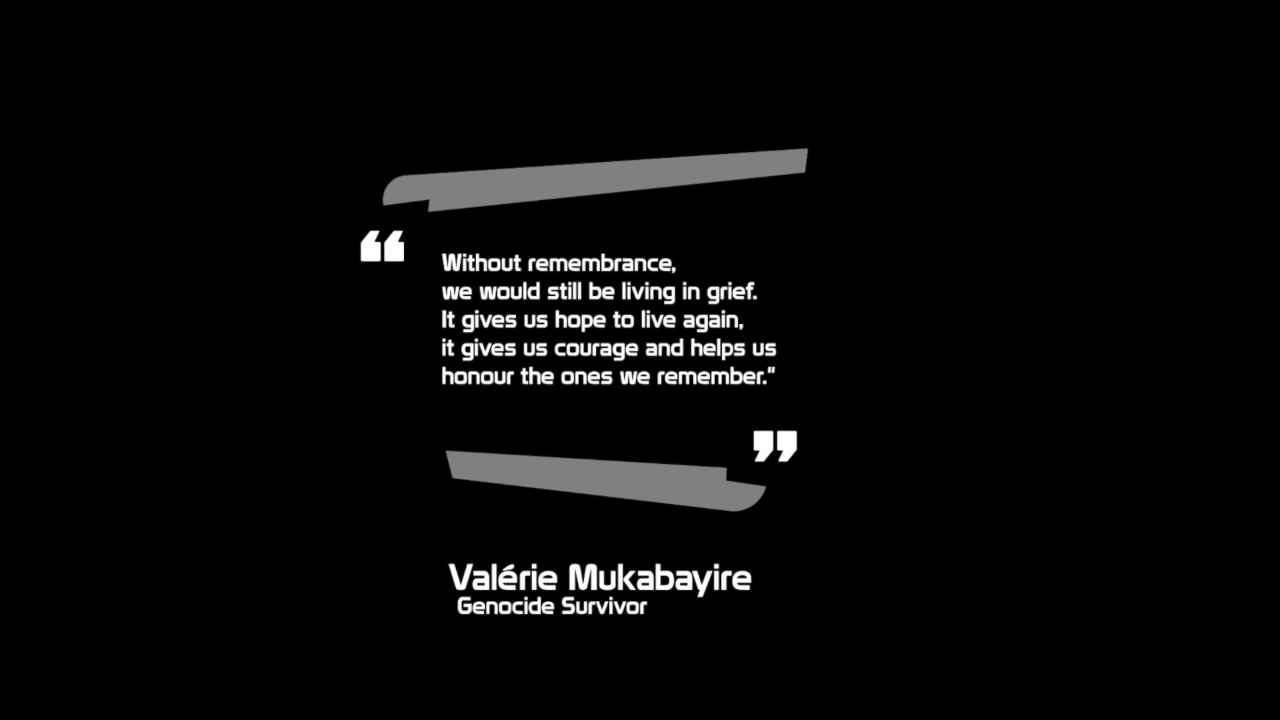 “
Without remembrance,
we would still be living in grief.
It gives us hope to live again,
it gives us courage and helps us
honour the ones we remember."
”
Valérie Mukabayire
Genocide Survivor